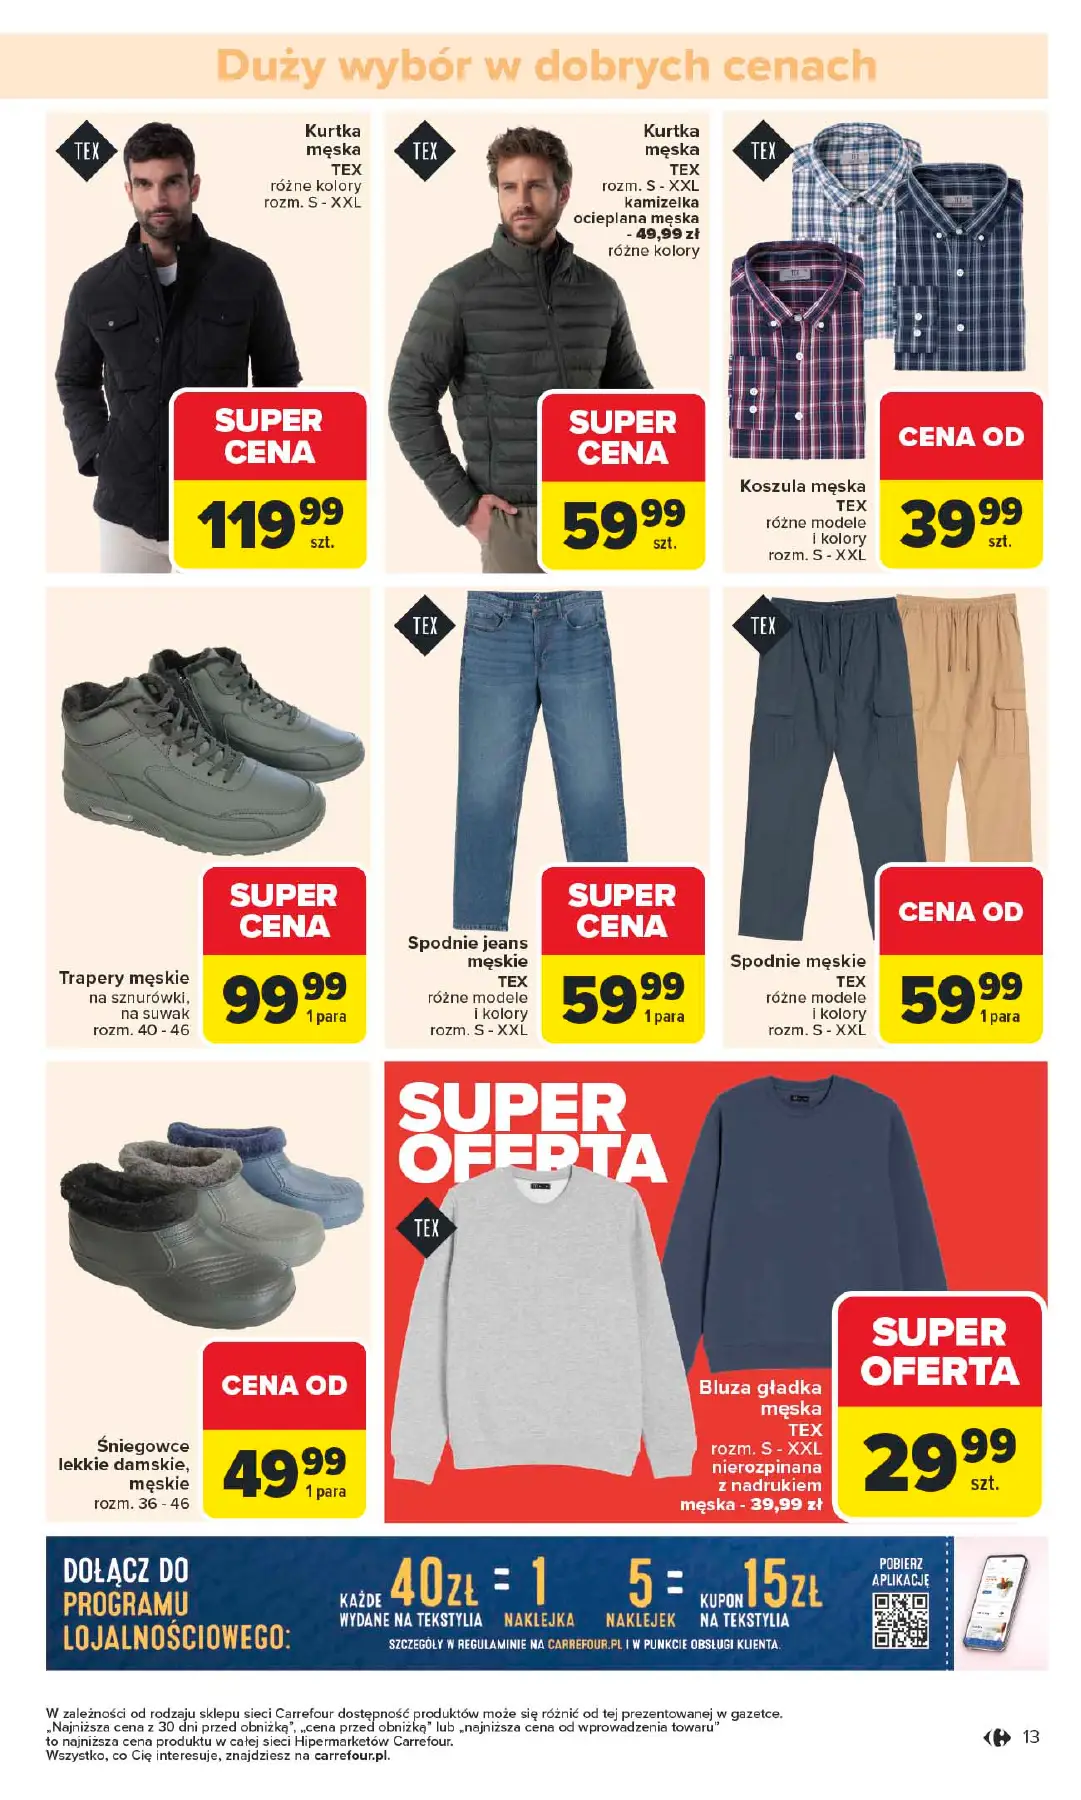 Duży wybór w dobrych cenach
TEX
Kurtka
męska
TEX
różne kolory
rozm. S - XXL
SUPER
CENA
119 99
szt.
TEX
Kurtka
męska
TEX
rozm. S - XXL
kamizelka
ocieplana męska
- 49,99 zł
różne kolory
SUPER
CENA
59 99
szt.
TEX
Koszula męska
TEX
różne modele
i kolory
rozm. S - XXL
CENA OD
39 99
szt.
Trapery męskie
na sznurówki,
na suwak
rozm. 40 - 46
SUPER
CENA
99 99
1 para
TEX
Spodnie jeans
męskie
TEX
różne modele
i kolory
rozm. S - XXL
SUPER
CENA
59 99
1 para
TEX
Spodnie męskie
TEX
różne modele
i kolory
rozm. S - XXL
CENA OD
59 99
1 para
Śniegowce
lekkie damskie,
męskie
rozm. 36 - 46
CENA OD
49 99
1 para
SUPER
OFERTA
TEX
Bluza gładka
męska
TEX
rozm. S - XXL
nierozpinana
z nadrukiem
męska - 39,99 zł
SUPER
OFERTA
29 99
szt.
DOŁĄCZ DO
PROGRAMU
LOJALNOŚCIOWEGO:
KAŻDE 40ZŁ = 1 5 = KUPON 15ZŁ
WYDANE NA TEKSTYLIA NAKLEJKA NAKLEJEK NA TEKSTYLIA
SZCZEGÓŁY W REGULAMINIE NA CARREFOUR.PL I W PUNKCIE OBSŁUGI KLIENTA.
POBIERZ
APLIKACJĘ
W zależności od rodzaju sklepu sieci Carrefour dostępność produktów może się różnić od tej prezentowanej w gazetce.
„Najniższa cena z 30 dni przed obniżką”, „cena przed obniżką” lub „najniższa cena od wprowadzenia towaru”
to najniższa cena produktu w całej sieci Hipermarketów Carrefour.
Wszystko, co Cię interesuje, znajdziesz na carrefour.pl.
13